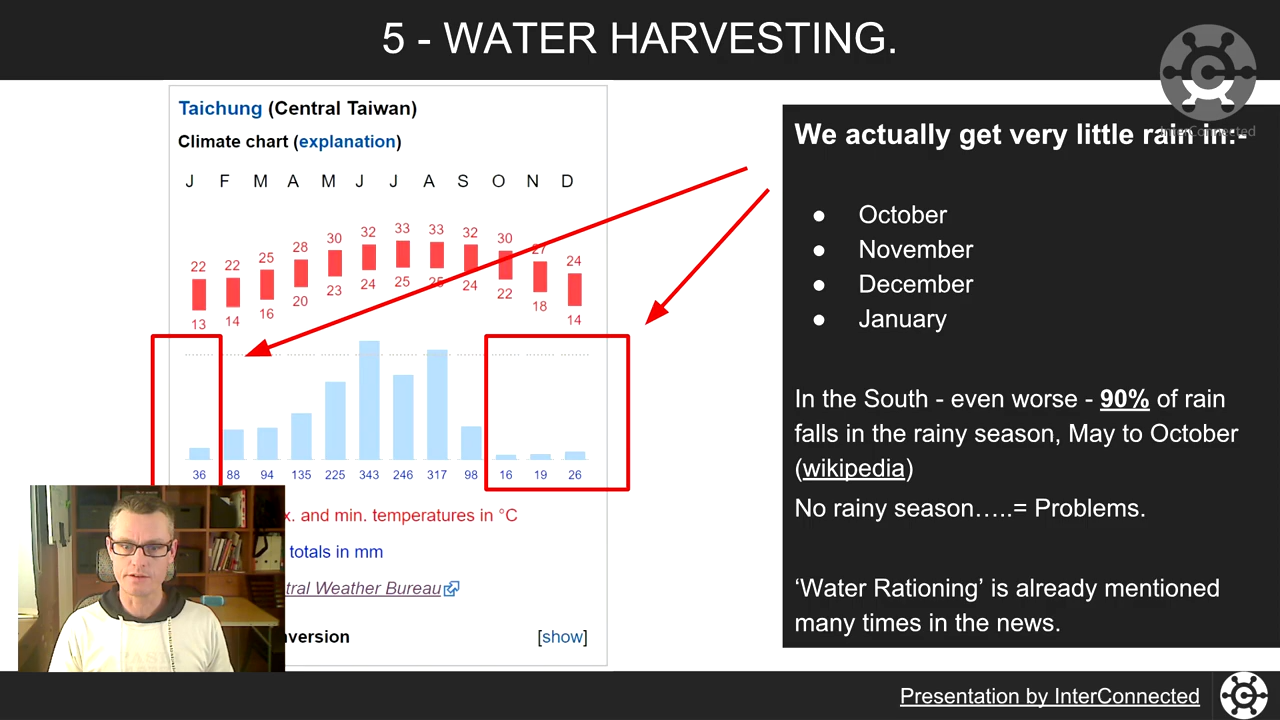 5 - WATER HARVESTING.
InterConnected
Taichung (Central Taiwan)
Climate chart (explanation)
J F M A M J J A S O N D
22 22 25 28 30 32 33 33 32 30 27 24
13 14 16 20 23 24 25 25 24 22 18 14
36 88 94 135 225 343 246 317 98 16 19 26
x. and min. temperatures in °C
totals in mm
tral Weather Bureau
nversion [show]
We actually get very little rain in:-
● October
● November
● December
● January
In the South - even worse - 90% of rain
falls in the rainy season, May to October
(wikipedia)
No rainy season…..= Problems.
‘Water Rationing’ is already mentioned
many times in the news.
Presentation by InterConnected